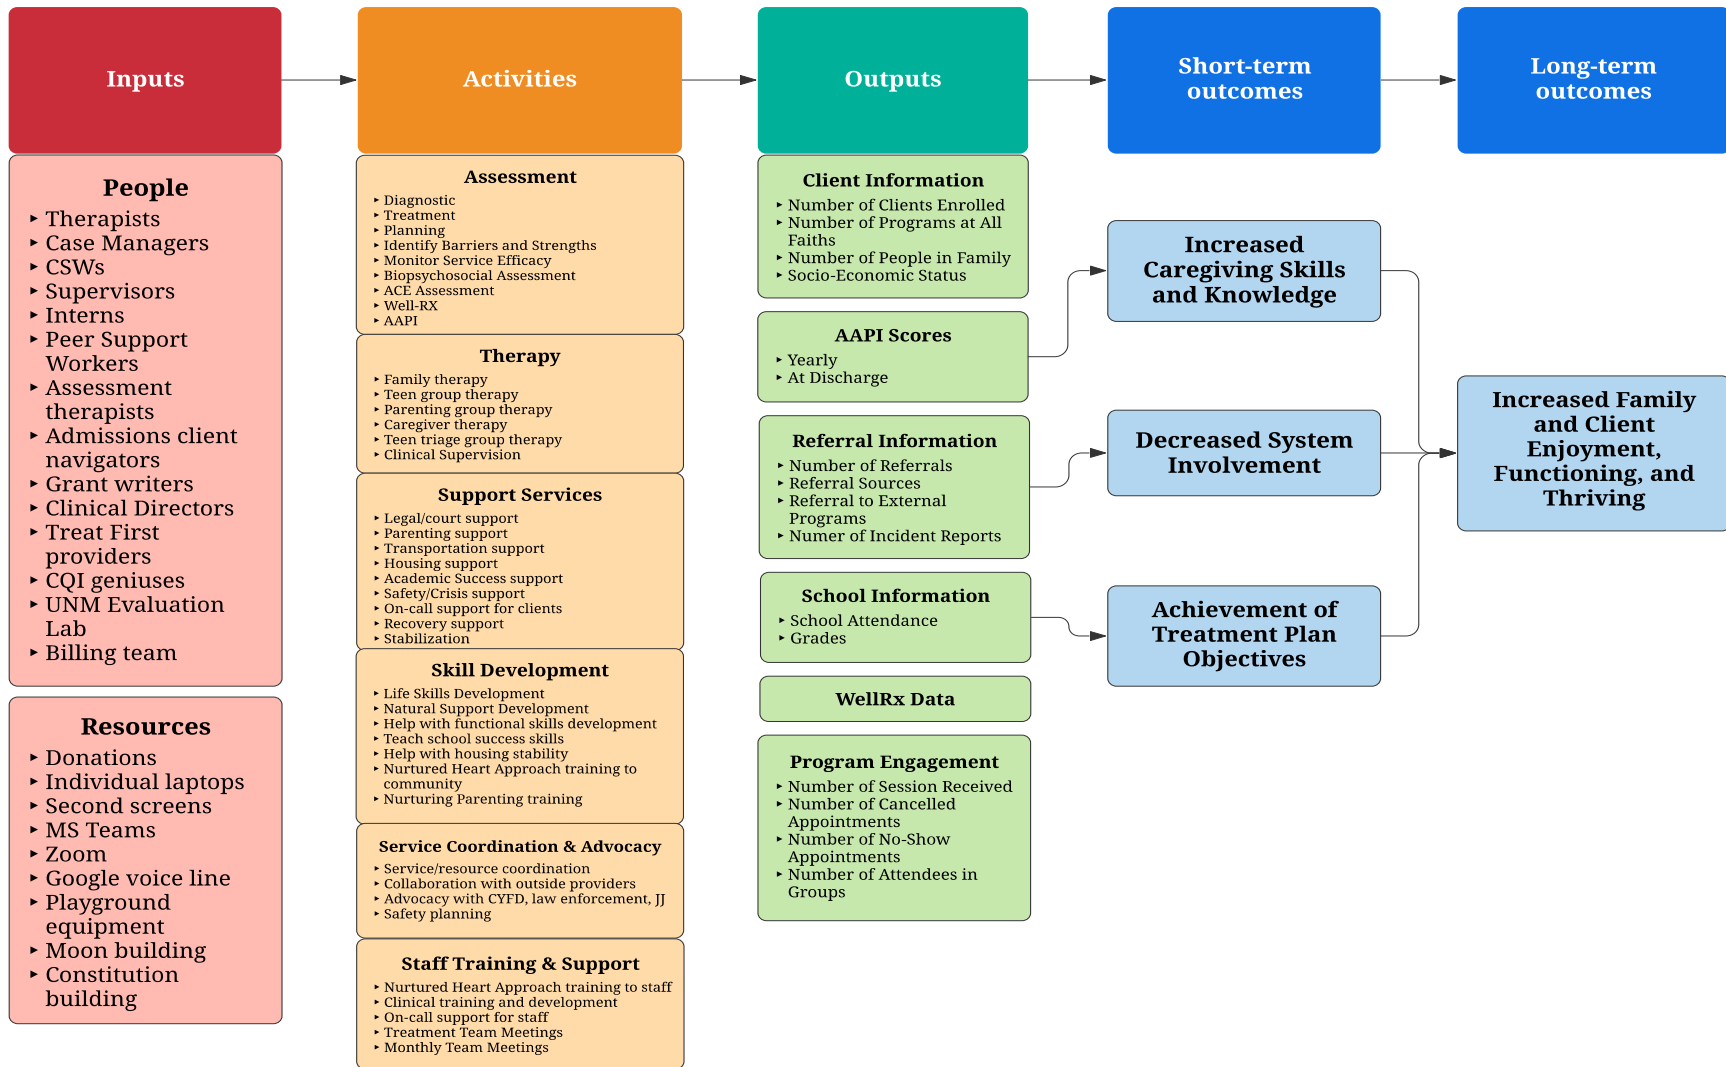 Inputs
Activities
Outputs
Short-term
outcomes
Long-term
outcomes
People
‣ Therapists
‣ Case Managers
‣ CSWs
‣ Supervisors
‣ Interns
‣ Peer Support
Workers
‣ Assessment
therapists
‣ Admissions client
navigators
‣ Grant writers
‣ Clinical Directors
‣ Treat First
providers
‣ CQI geniuses
‣ UNM Evaluation
Lab
‣ Billing team
Resources
‣ Donations
‣ Individual laptops
‣ Second screens
‣ MS Teams
‣ Zoom
‣ Google voice line
‣ Playground
equipment
‣ Moon building
‣ Constitution
building
Assessment
‣ Diagnostic
‣ Treatment
‣ Planning
‣ Identify Barriers and Strengths
‣ Monitor Service Efficacy
‣ Biopsychosocial Assessment
‣ ACE Assessment
‣ Well-RX
‣ AAPI
Therapy
‣ Family therapy
‣ Teen group therapy
‣ Parenting group therapy
‣ Caregiver therapy
‣ Teen triage group therapy
‣ Clinical Supervision
Support Services
‣ Legal/court support
‣ Parenting support
‣ Transportation support
‣ Housing support
‣ Academic Success support
‣ Safety/Crisis support
‣ On-call support for clients
‣ Recovery support
‣ Stabilization
Skill Development
‣ Life Skills Development
‣ Natural Support Development
‣ Help with functional skills development
‣ Teach school success skills
‣ Help with housing stability
‣ Nurtured Heart Approach training to
community
‣ Nurturing Parenting training
Service Coordination & Advocacy
‣ Service/resource coordination
‣ Collaboration with outside providers
‣ Advocacy with CYFD, law enforcement, JJ
‣ Safety planning
Staff Training & Support
‣ Nurtured Heart Approach training to staff
‣ Clinical training and development
‣ On-call support for staff
‣ Treatment Team Meetings
‣ Monthly Team Meetings
Client Information
‣ Number of Clients Enrolled
‣ Number of Programs at All
Faiths
‣ Number of People in Family
‣ Socio-Economic Status
AAPI Scores
‣ Yearly
‣ At Discharge
Referral Information
‣ Number of Referrals
‣ Referral Sources
‣ Referral to External
Programs
‣ Numer of Incident Reports
School Information
‣ School Attendance
‣ Grades
WellRx Data
Program Engagement
‣ Number of Session Received
‣ Number of Cancelled
Appointments
‣ Number of No-Show
Appointments
‣ Number of Attendees in
Groups
Increased
Caregiving Skills
and Knowledge
Decreased System
Involvement
Achievement of
Treatment Plan
Objectives
Increased Family
and Client
Enjoyment,
Functioning, and
Thriving